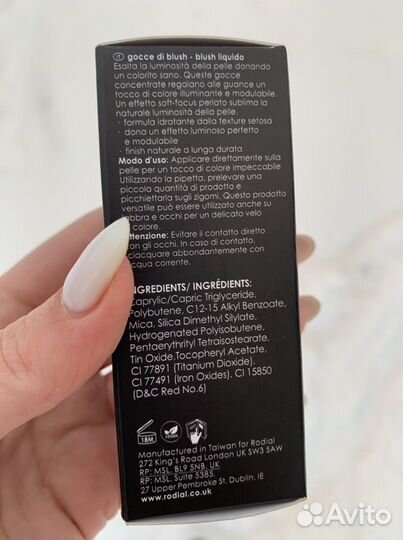 IT gocce di blush - blush liquido
Esalta la luminosità della pelle donando
un colorito sano. Queste gocce
concentrate regalano alle guance un
tocco di colore illuminante e modulabile.
Un effetto soft-focus perlato sublima la
naturale luminosità della pelle.
· formula idratante dalla texture setosa
· dona un effetto luminoso perfetto
e modulabile
· finish naturale a lunga durata
Modo d'uso: Applicare direttamente sulla
pelle per un tocco di colore impeccabile
Utilizzando la pipetta, prelevare una
piccola quantità di prodotto e
picchiettarla sugli zigomi. Questo prodotto
versatile può essere utilizzato anche su
labbra e occhi per un delicato velo
colore.
Attenzione: Evitare il contatto diretto
con gli occhi. In caso di contatto,
sciacquare abbondantemente con
acqua corrente.
INGREDIENTS/ INGRÉDIENTS:
Caprylic/Capric Triglyceride,
Polybutene, C12-15 Alkyl Benzoate,
Mica, Silica Dimethyl Silylate,
Hydrogenated Polyisobutene,
Pentaerythrityl Tetraisostearate,
Tin Oxide,Tocopheryl Acetate,
CI 77891 (Titanium Dioxide),
CI 77491 (Iron Oxides), CI 15850
(D&C Red No.6)
18M VEGAN
Manufactured in Taiwan for Rodial
272 King's Road London UK SW3 5AW
RP: MSL, BL9 5NB, UK
RP: MSL, Suite 5385,
27 Upper Pembroke St, Dublin, IE
www.rodial.co.uk
Avito